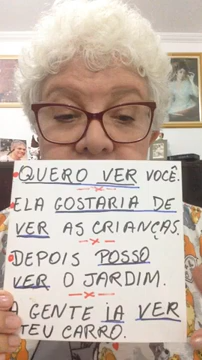 QUERO VER VOCÊ.
ELA GOSTARIA DE
VER AS CRIANÇAS.
DEPOIS POSSO
VER O JARDIM.
A GENTE IA VER
TEU CARRO.